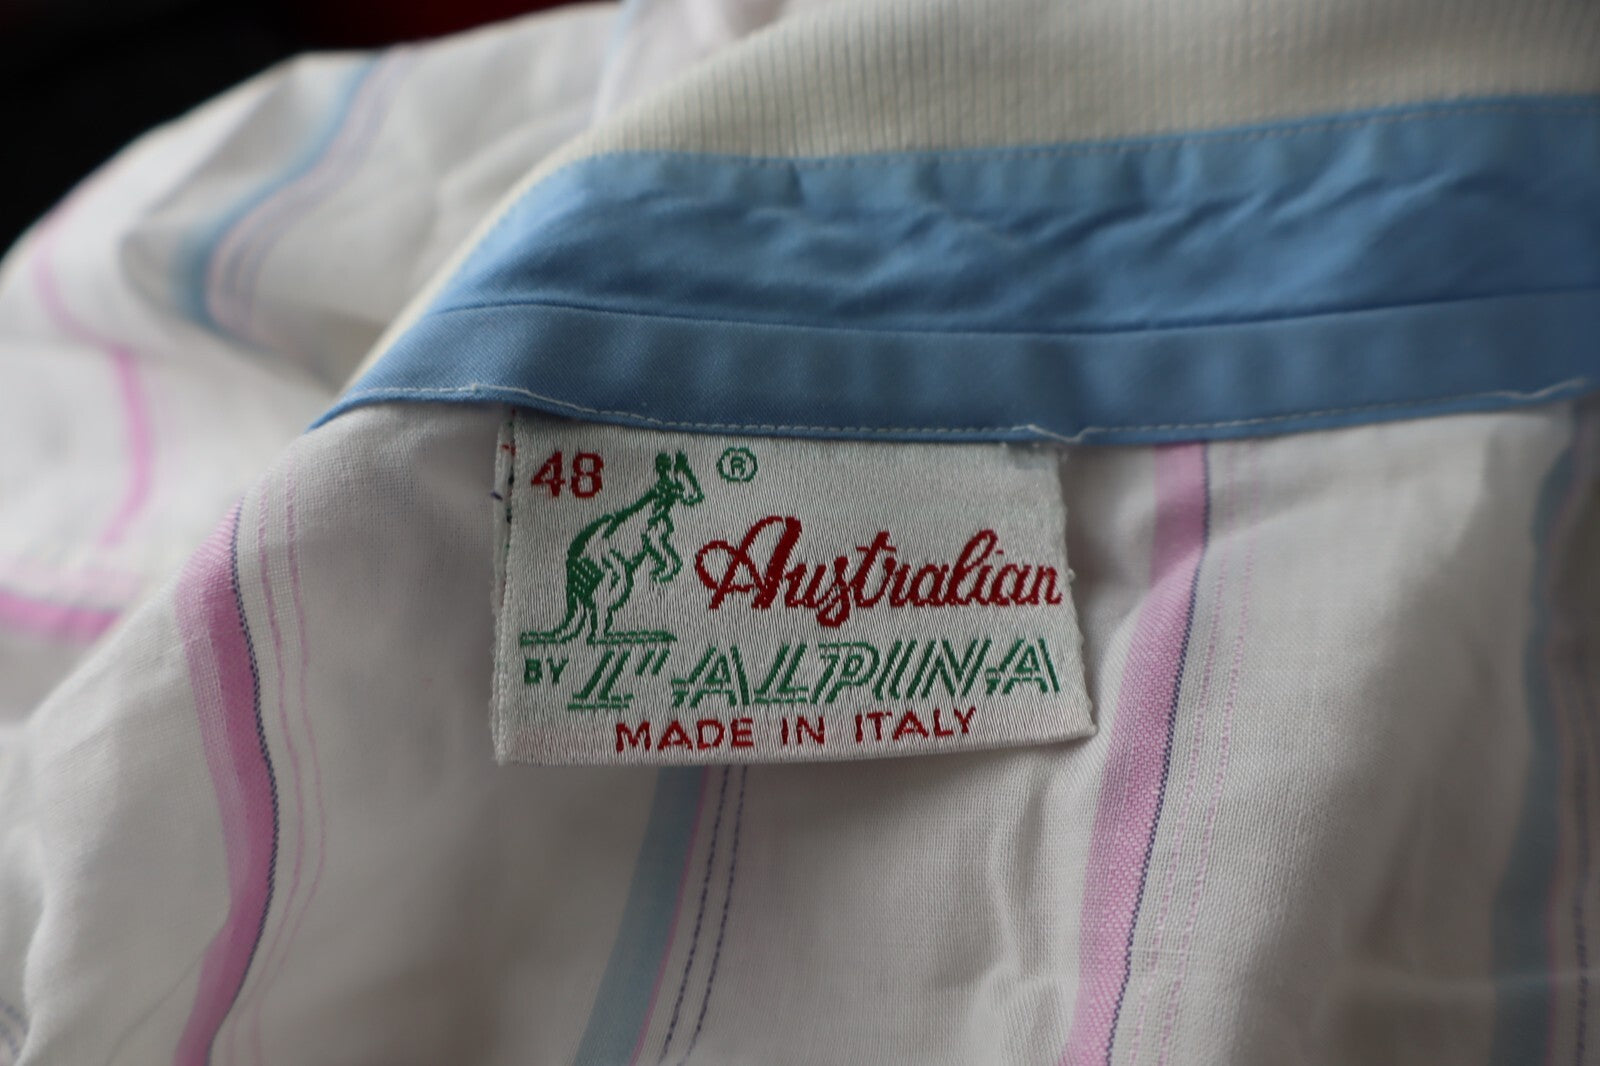 48 ®
Australian
BY L'ALPINA
MADE IN ITALY